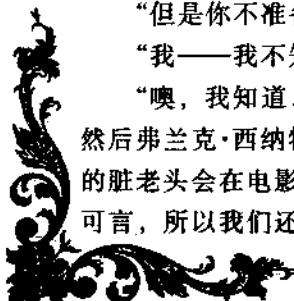 “但是你不准
“我——我不
“噢，我知道
然后弗兰克·西纳
的脏老头会在电影
可言，所以我们还